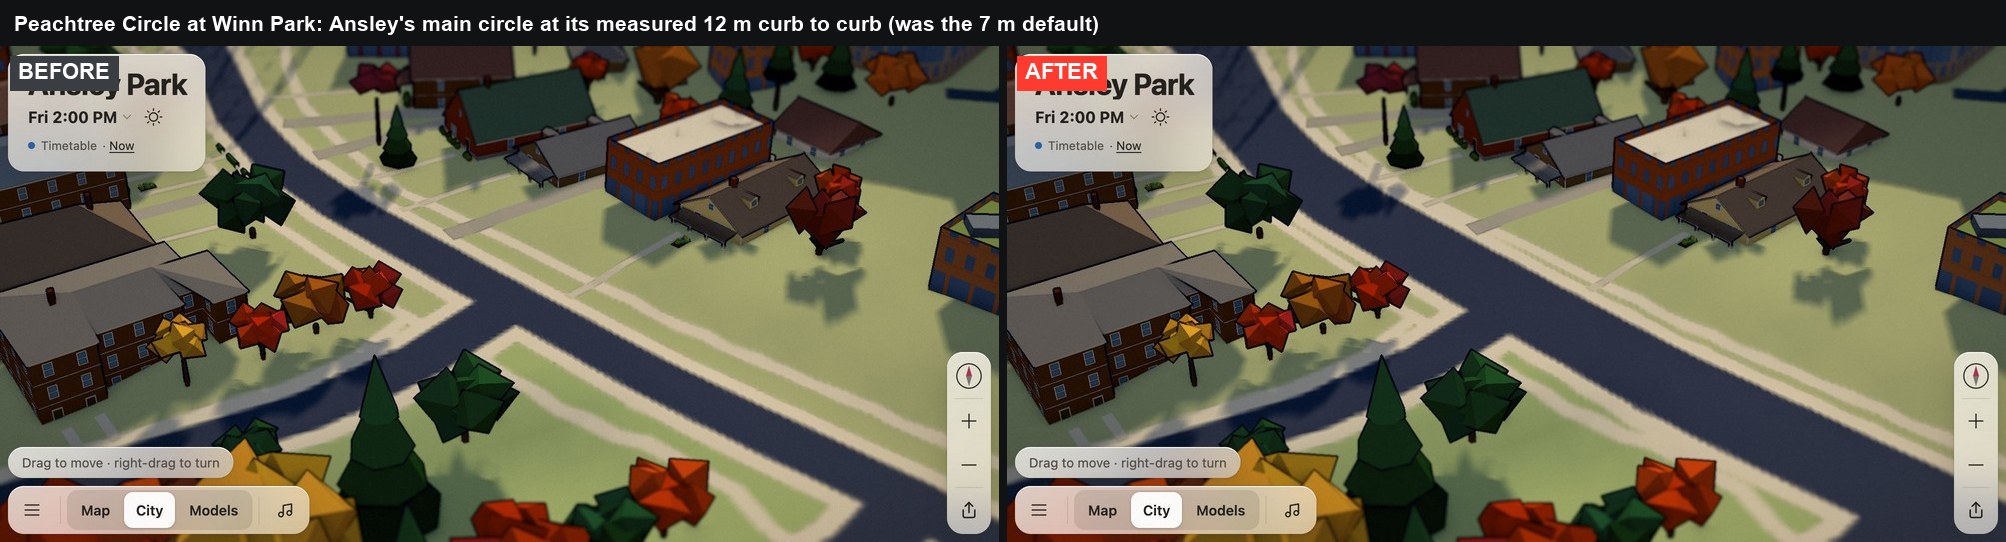 Peachtree Circle at Winn Park: Ansley's main circle at its measured 12 m curb to curb (was the 7 m default)
BEFORE
Ansley Park
Fri 2:00 PM
Timetable · Now
Drag to move · right-drag to turn
Map City Models
AFTER
Ansley Park
Fri 2:00 PM
Timetable · Now
Drag to move · right-drag to turn
Map City Models